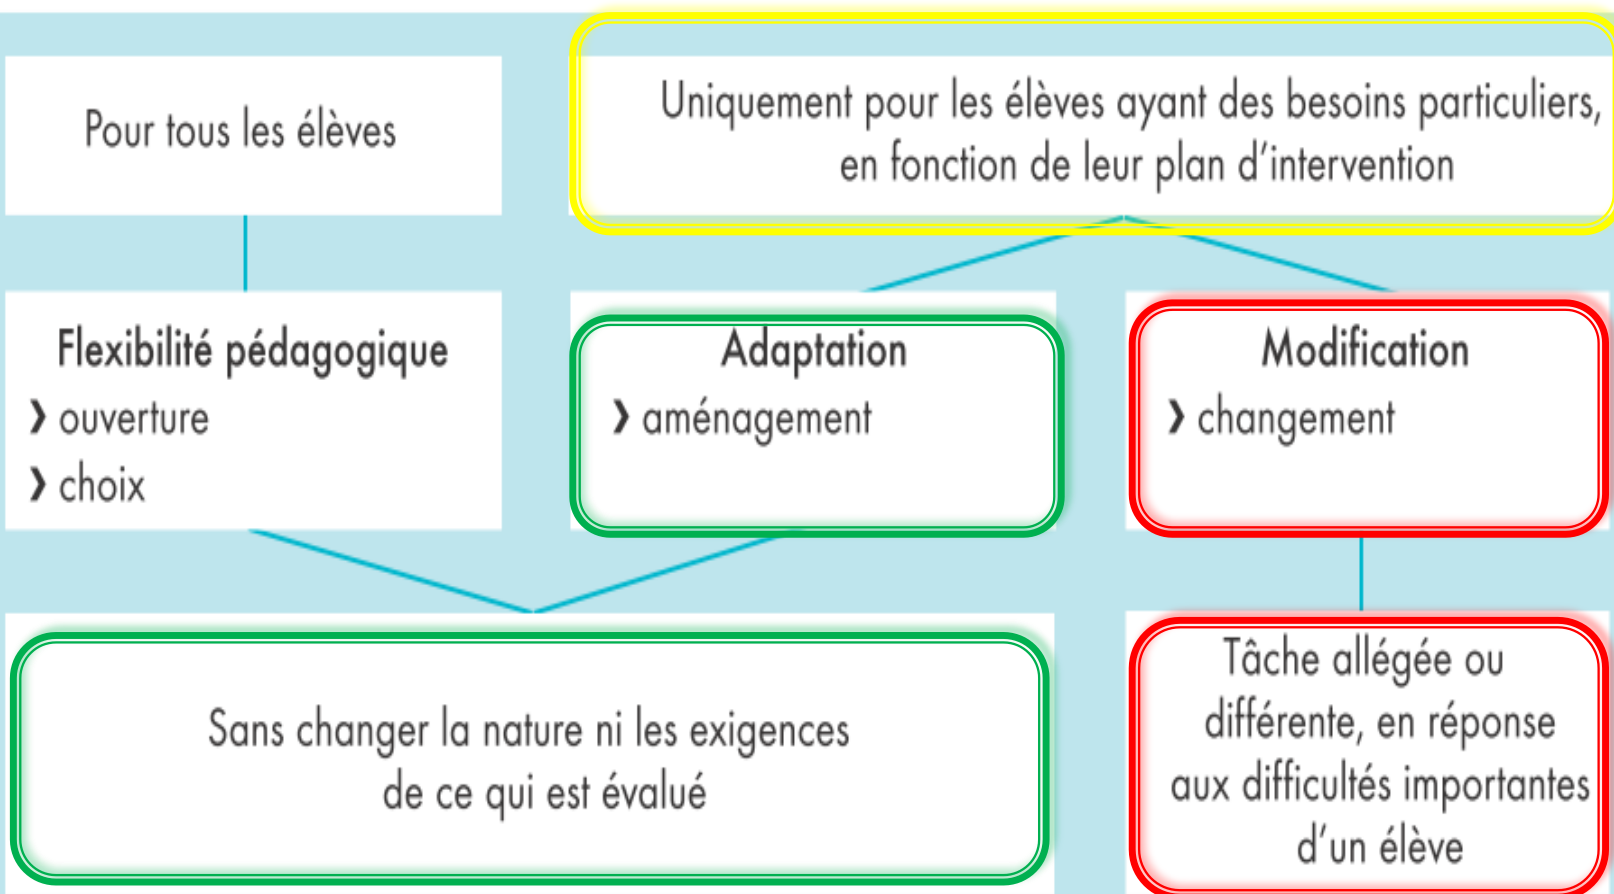 Pour tous les élèves
Uniquement pour les élèves ayant des besoins particuliers,
en fonction de leur plan d’intervention
Flexibilité pédagogique
❯ ouverture
❯ choix
Adaptation
❯ aménagement
Modification
❯ changement
Sans changer la nature ni les exigences
de ce qui est évalué
Tâche allégée ou
différente, en réponse
aux difficultés importantes
d’un élève